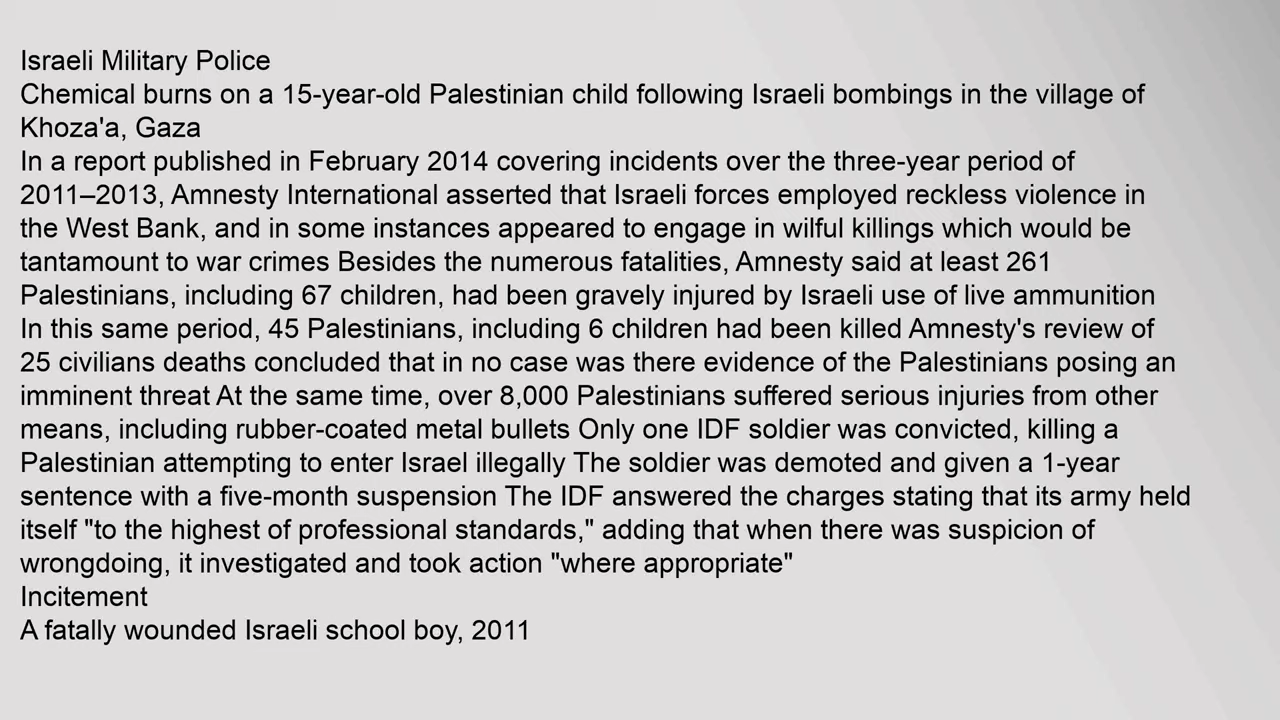 Israeli Military Police
Chemical burns on a 15-year-old Palestinian child following Israeli bombings in the village of
Khoza'a, Gaza
In a report published in February 2014 covering incidents over the three-year period of
2011–2013, Amnesty International asserted that Israeli forces employed reckless violence in
the West Bank, and in some instances appeared to engage in wilful killings which would be
tantamount to war crimes Besides the numerous fatalities, Amnesty said at least 261
Palestinians, including 67 children, had been gravely injured by Israeli use of live ammunition
In this same period, 45 Palestinians, including 6 children had been killed Amnesty's review of
25 civilians deaths concluded that in no case was there evidence of the Palestinians posing an
imminent threat At the same time, over 8,000 Palestinians suffered serious injuries from other
means, including rubber-coated metal bullets Only one IDF soldier was convicted, killing a
Palestinian attempting to enter Israel illegally The soldier was demoted and given a 1-year
sentence with a five-month suspension The IDF answered the charges stating that its army held
itself "to the highest of professional standards," adding that when there was suspicion of
wrongdoing, it investigated and took action "where appropriate"
Incitement
A fatally wounded Israeli school boy, 2011